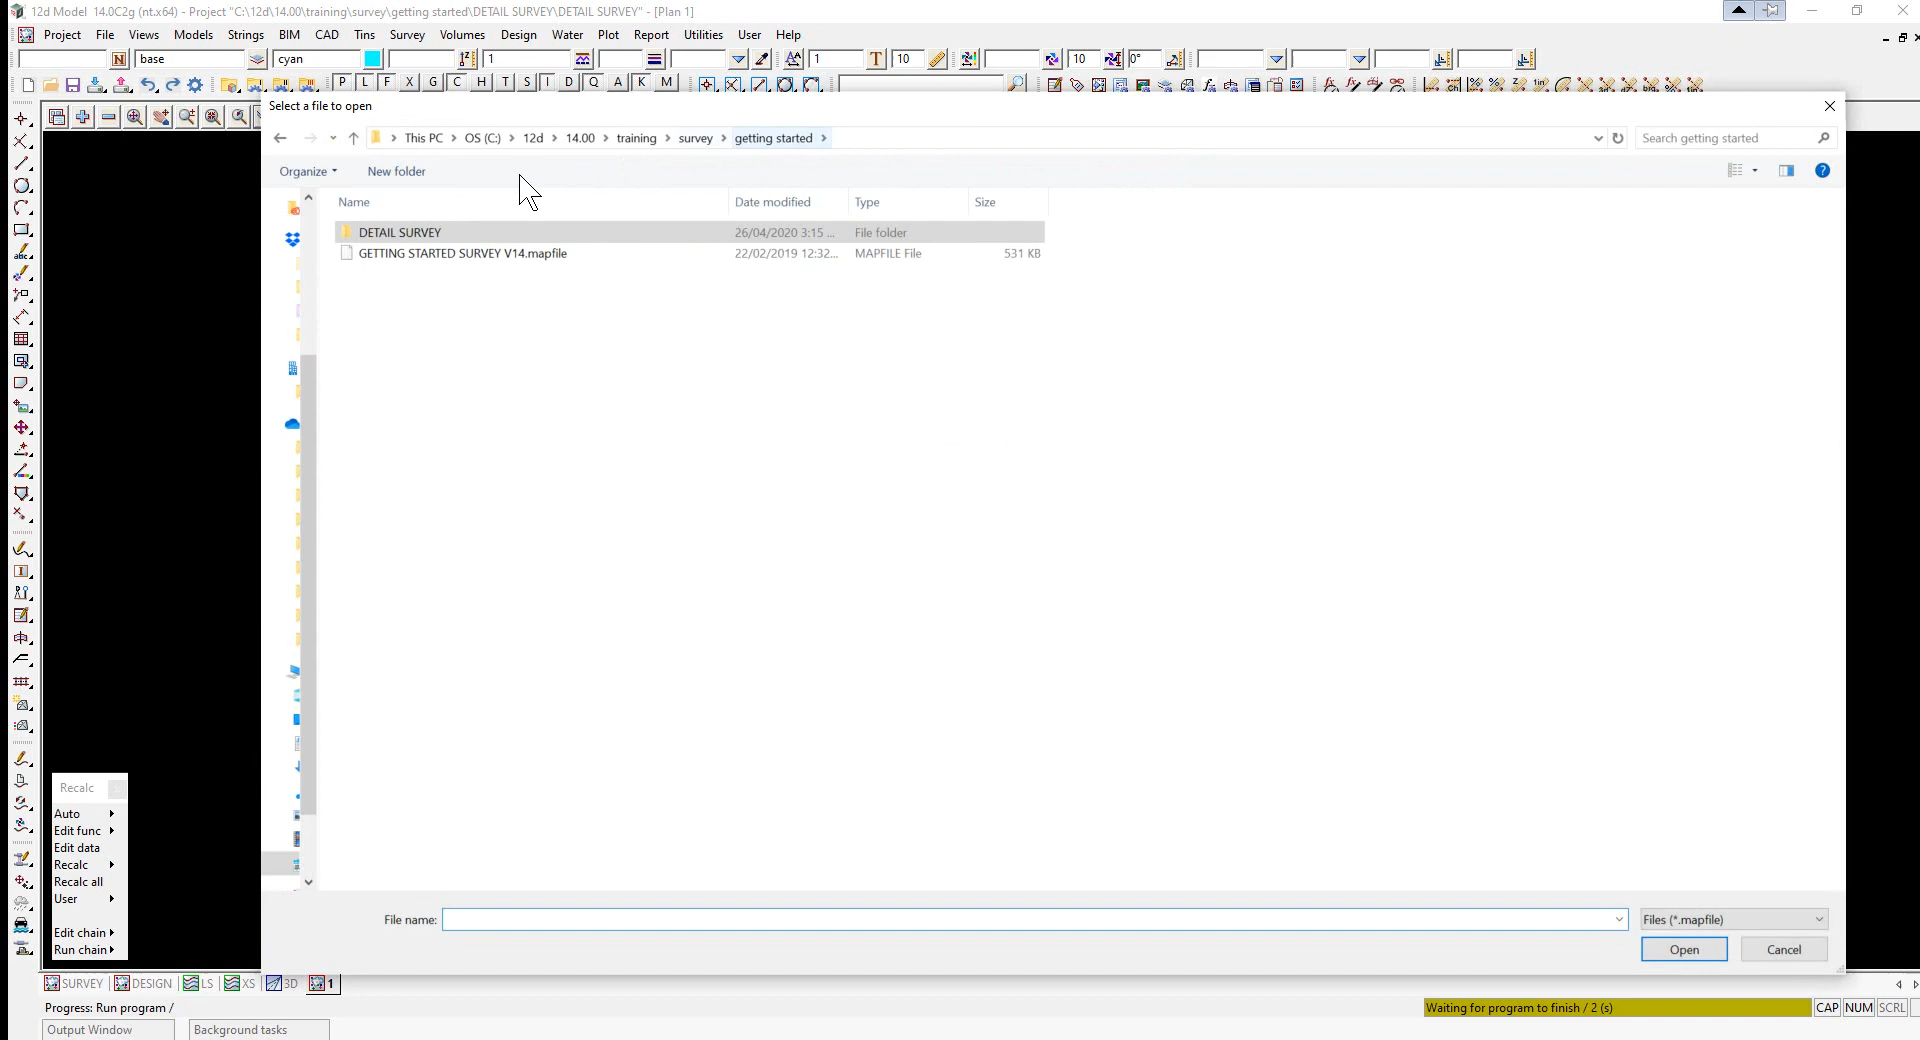 12d Model 14.0C2g (nt.x64) - Project "C:\12d\14.00\training\survey\getting started\DETAIL SURVEY\DETAIL SURVEY" - [Plan 1]
Project File Views Models Strings BIM CAD Tins Survey Volumes Design Water Plot Report Utilities User Help
N base cyan 1 1 T 10 10 0°
P L F X G C H T S I D Q A K M
Select a file to open
This PC > OS (C:) > 12d > 14.00 > training > survey > getting started >
Search getting started
Organize New folder
Name Date modified Type Size
DETAIL SURVEY 26/04/2020 3:15 ... File folder
GETTING STARTED SURVEY V14.mapfile 22/02/2019 12:32... MAPFILE File 531 KB
abc
Recalc
Auto
Edit func
Edit data
Recalc
Recalc all
User
Edit chain
Run chain
File name:
Files (*.mapfile)
Open Cancel
SURVEY DESIGN LS XS 3D 1
Progress: Run program /
Waiting for program to finish / 2 (s)
CAP NUM SCRL
Output Window Background tasks